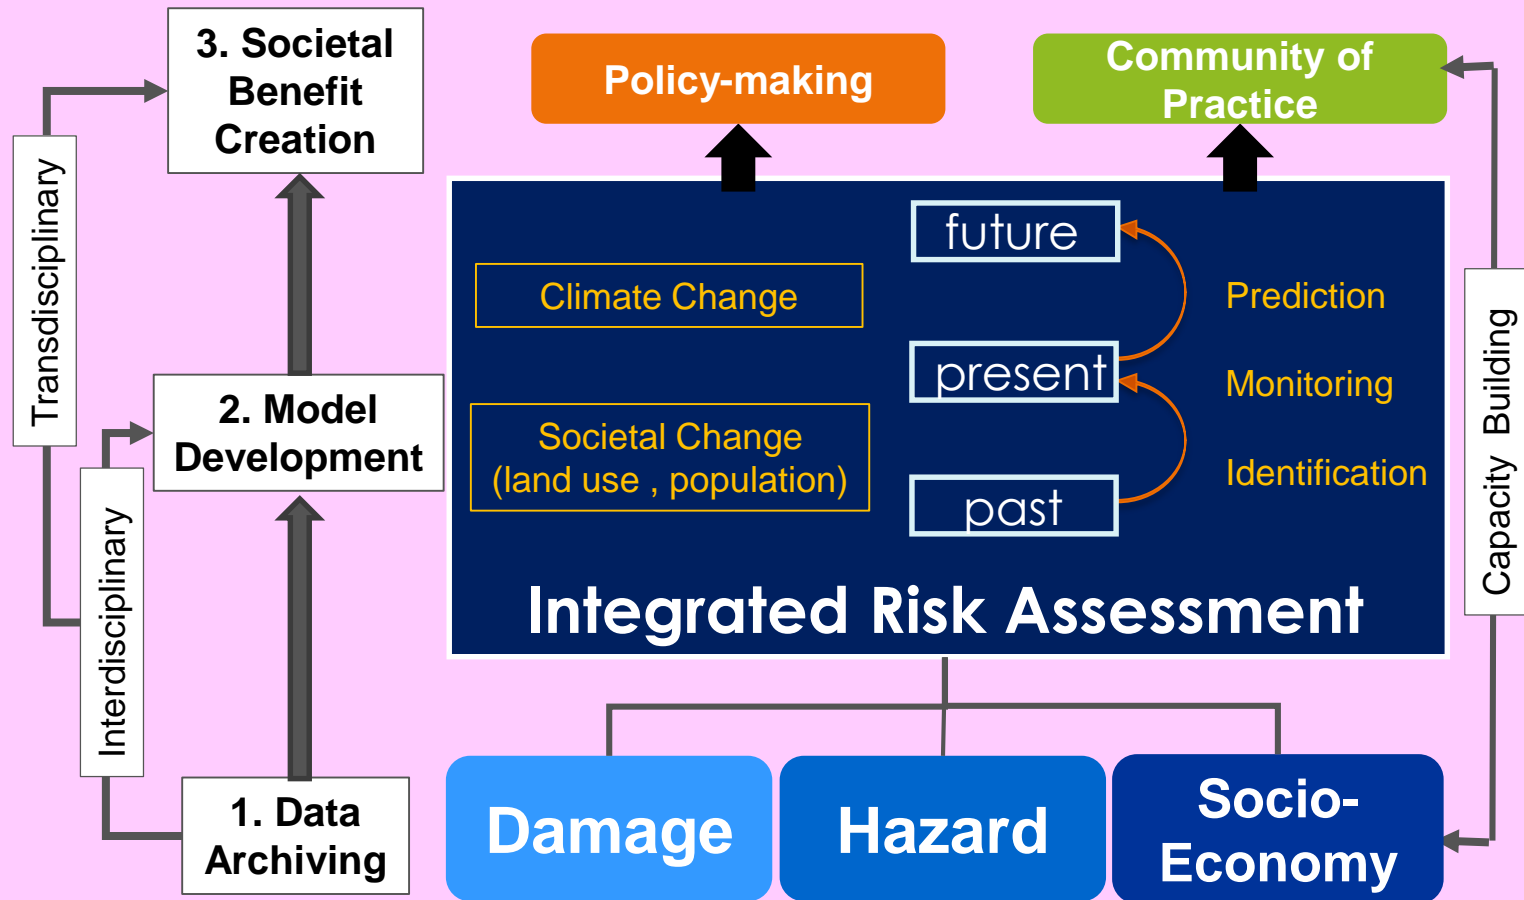 3. Societal
Benefit
Creation
Policy-making
Community of
Practice
Transdisciplinary
future
Climate Change
Prediction
present
Monitoring
2. Model
Development
Societal Change
(land use , population)
Identification
past
Capacity Building
Interdisciplinary
Integrated Risk Assessment
1. Data
Archiving
Damage
Hazard
Socio-
Economy